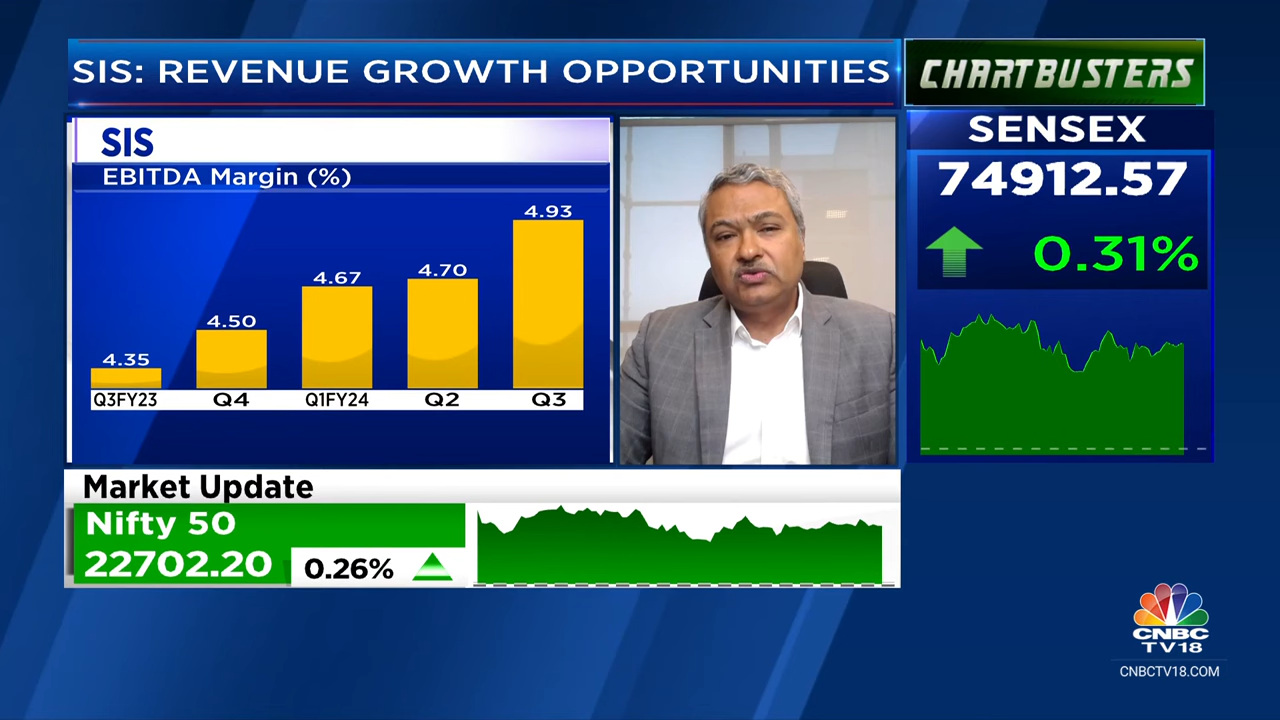 SIS: REVENUE GROWTH OPPORTUNITIES
CHARTBUSTERS
SIS
EBITDA Margin (%)
4.35
4.50
4.67
4.70
4.93
Q3FY23 Q4 Q1FY24 Q2 Q3
SENSEX
74912.57
0.31%
Market Update
Nifty 50
22702.20 0.26%
CNBC
TV18
CNBCTV18.COM